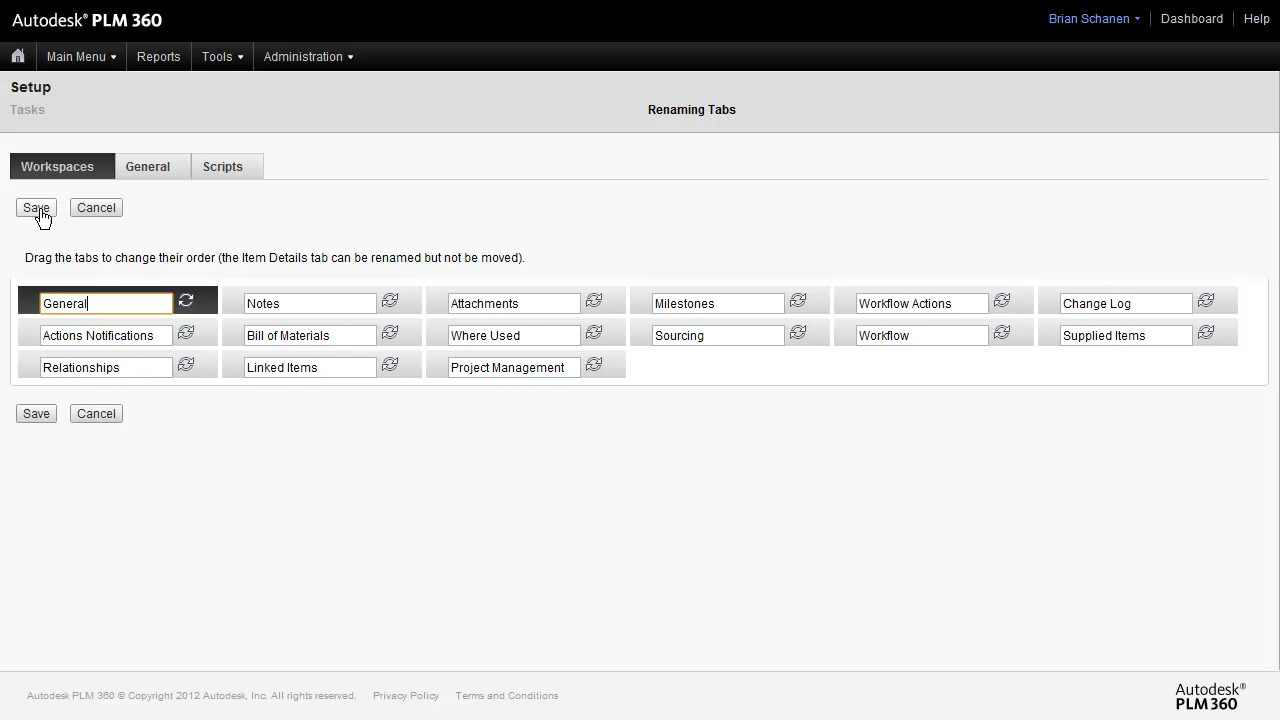 Autodesk® PLM 360
Brian Schanen Dashboard Help
Main Menu Reports Tools Administration
Setup
Tasks
Renaming Tabs
Workspaces General Scripts
Save Cancel
Drag the tabs to change their order (the Item Details tab can be renamed but not be moved).
General Notes Attachments Milestones Workflow Actions Change Log
Actions Notifications Bill of Materials Where Used Sourcing Workflow Supplied Items
Relationships Linked Items Project Management
Save Cancel
Autodesk PLM 360 © Copyright 2012 Autodesk, Inc. All rights reserved. Privacy Policy Terms and Conditions
Autodesk®
PLM 360